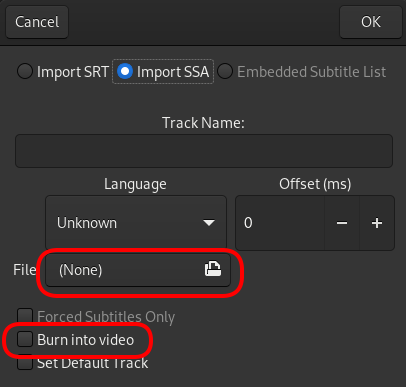 Cancel OK
Import SRT Import SSA Embedded Subtitle List
Track Name:
Language Offset (ms)
Unknown 0 − +
File (None)
Forced Subtitles Only
Burn into video
Set Default Track